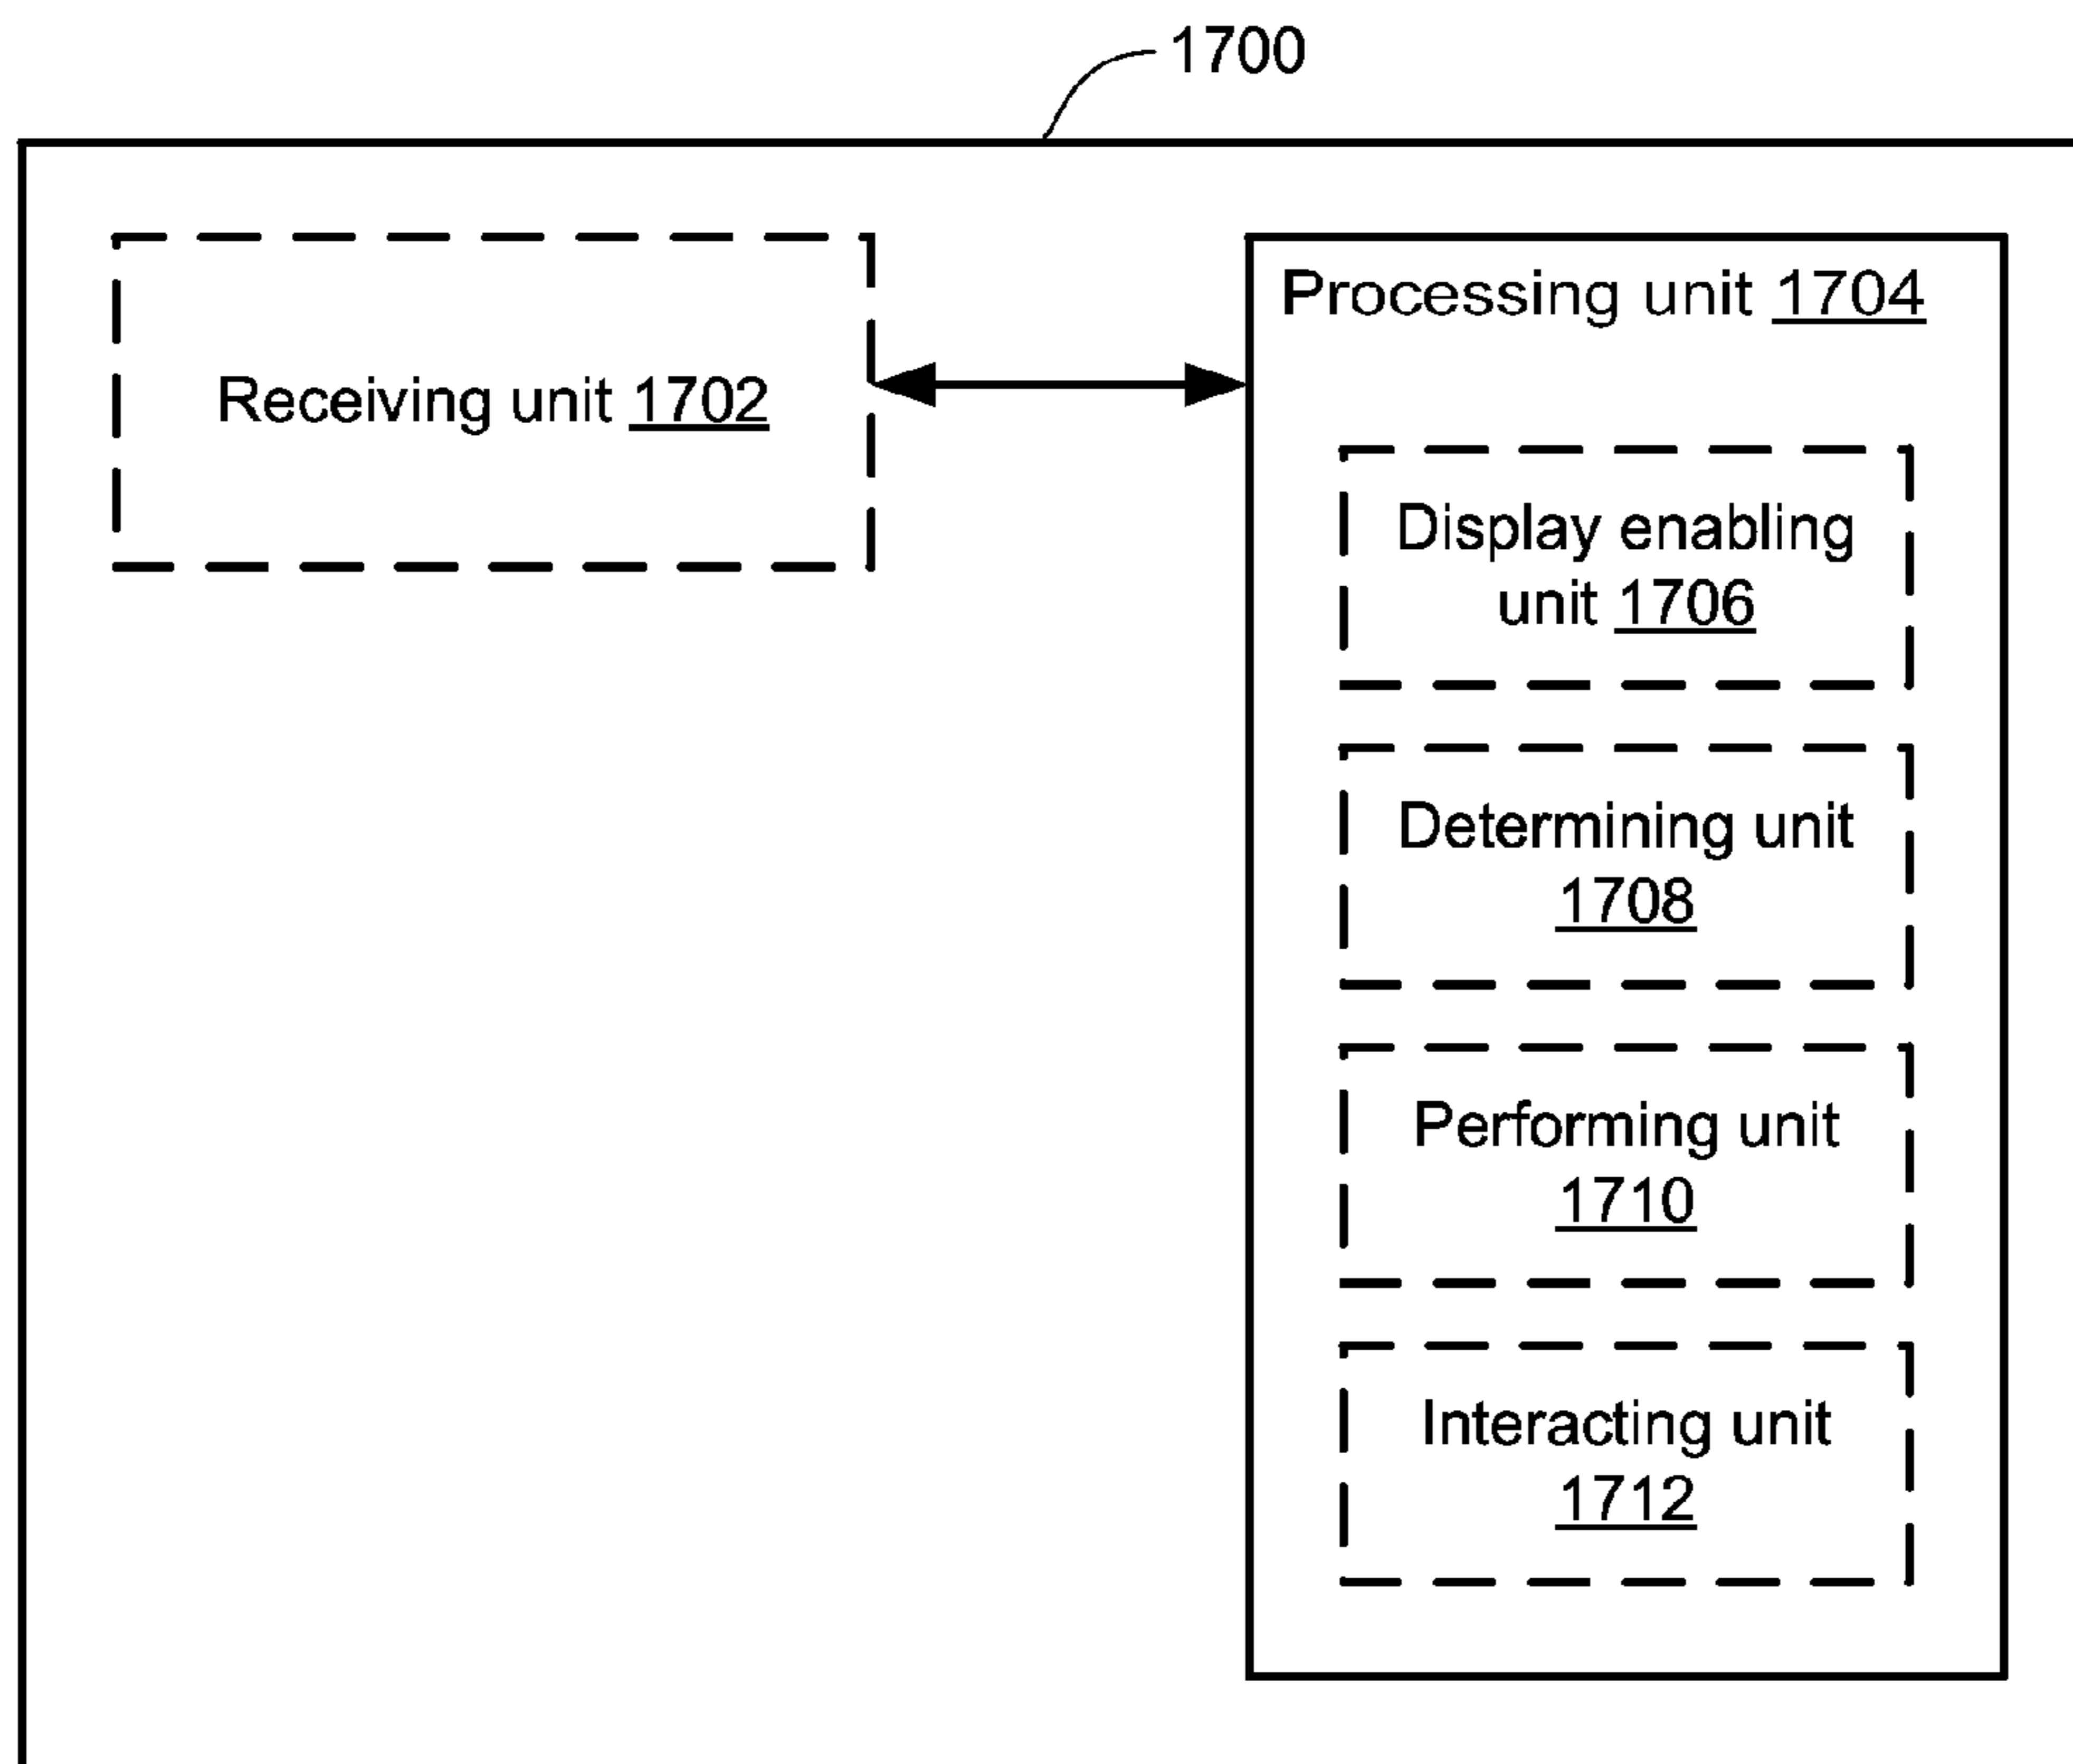 1700
Receiving unit 1702
Processing unit 1704
Display enabling
unit 1706
Determining unit
1708
Performing unit
1710
Interacting unit
1712